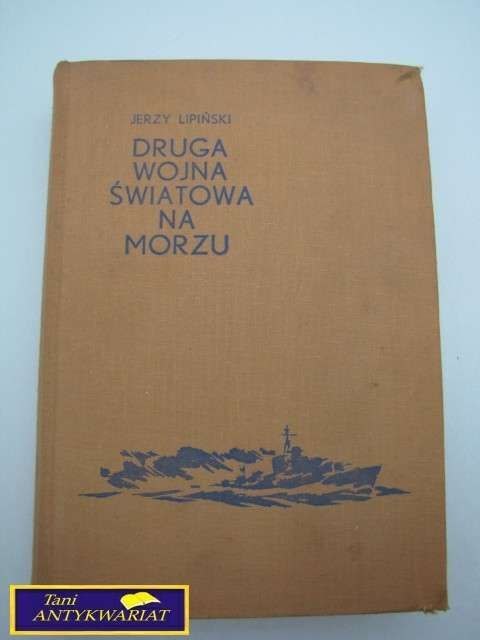 JERZY LIPIŃSKI
DRUGA
WOJNA
ŚWIATOWA
NA
MORZU
Tani
ANTYKWARIAT